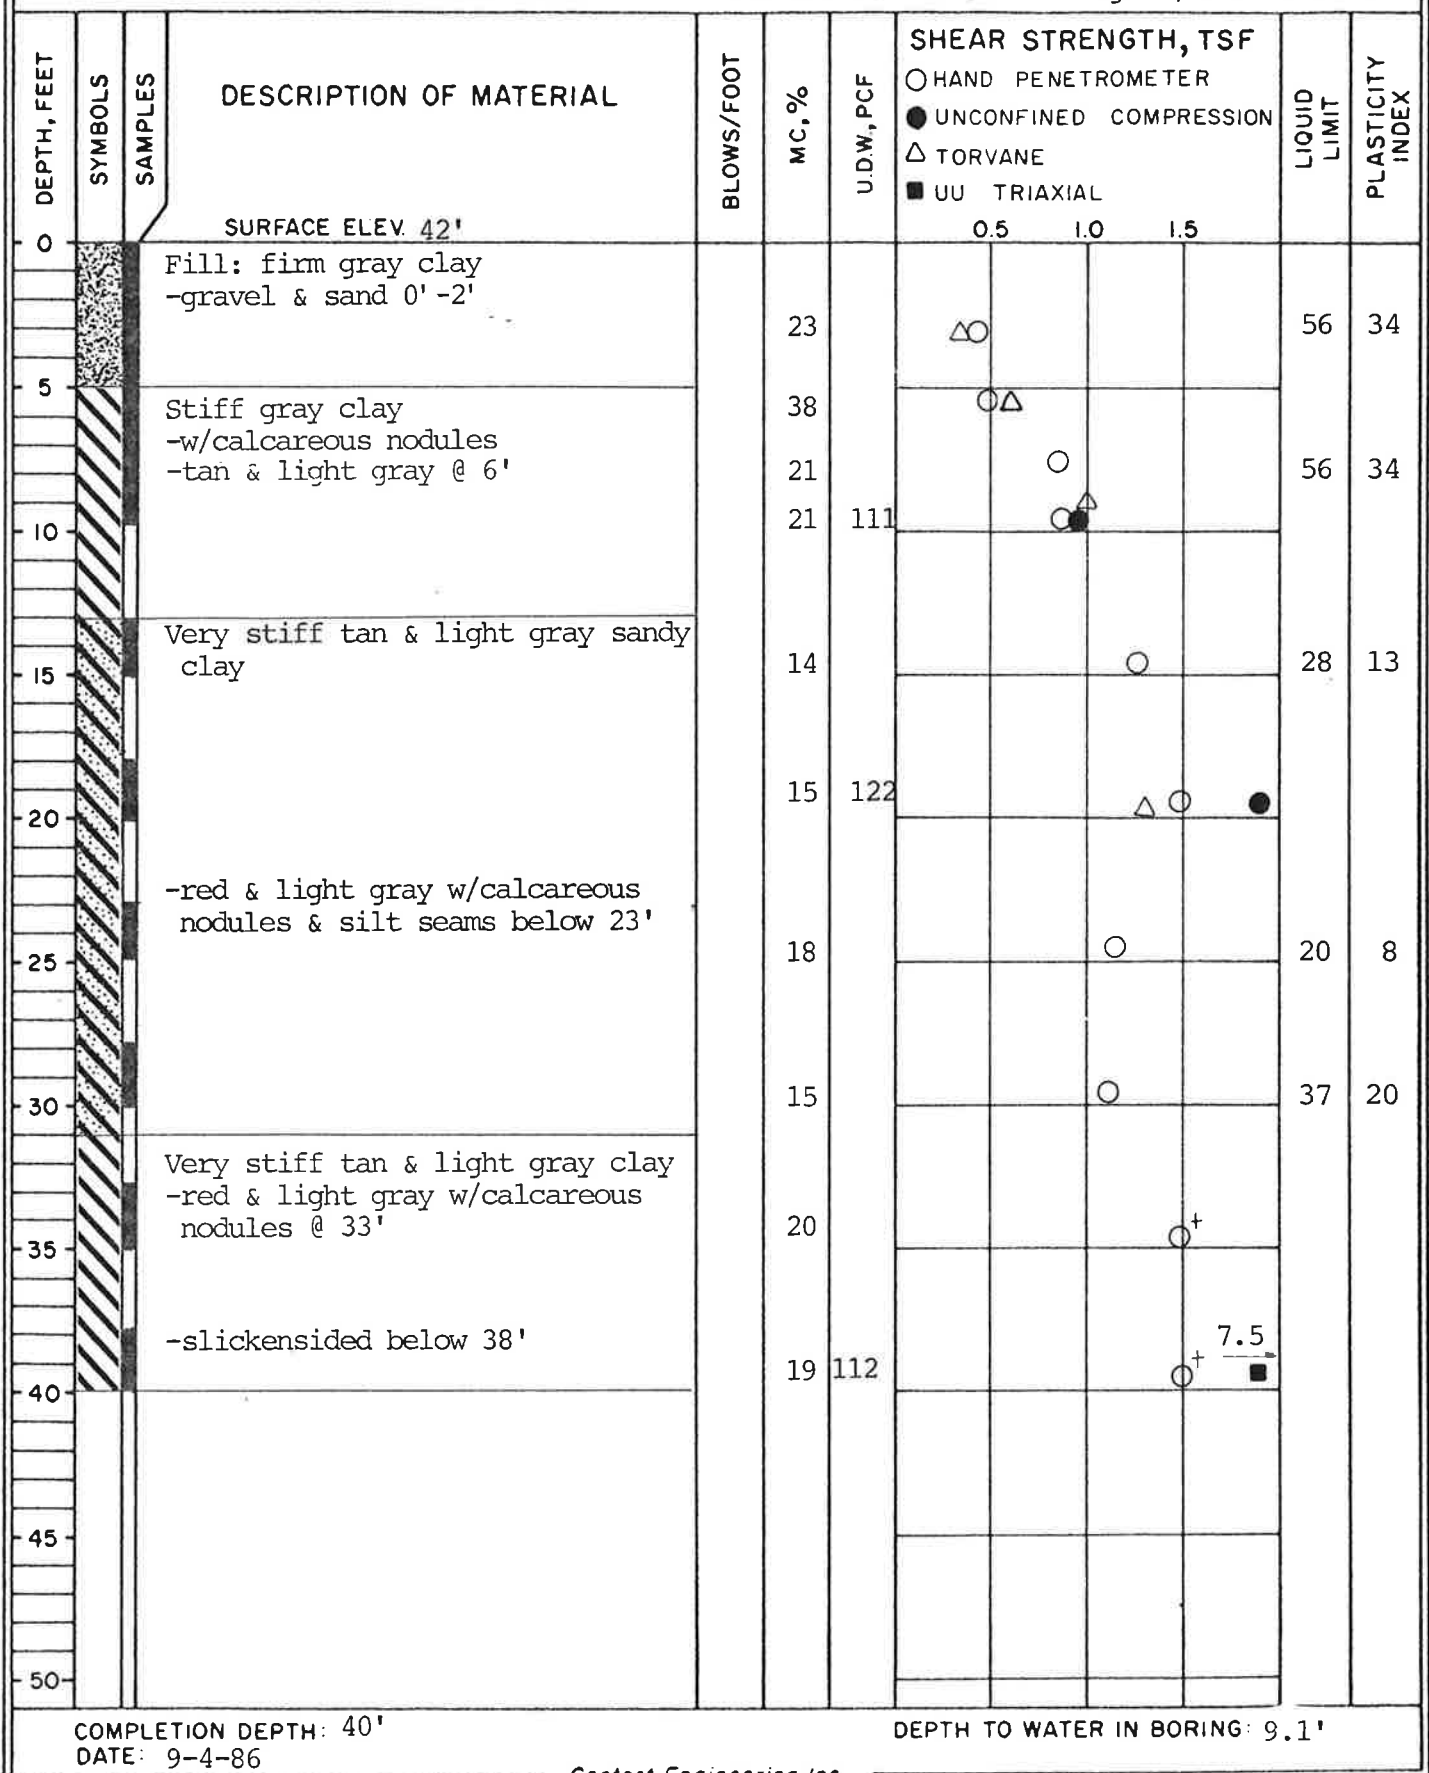 DEPTH, FEET
SYMBOLS
SAMPLES
DESCRIPTION OF MATERIAL
SURFACE ELEV. 42'
BLOWS/FOOT
MC, %
U.D.W., PCF
SHEAR STRENGTH, TSF
HAND PENETROMETER
UNCONFINED COMPRESSION
TORVANE
UU TRIAXIAL
0.5 1.0 1.5
LIQUID LIMIT
PLASTICITY INDEX
0
Fill: firm gray clay
-gravel & sand 0'-2'
23 56 34
5
Stiff gray clay
38
-w/calcareous nodules
-tan & light gray @ 6'
21 56 34
21 111
10
Very stiff tan & light gray sandy
clay
14 28 13
15
15 122
20
-red & light gray w/calcareous
nodules & silt seams below 23'
18 20 8
25
15 37 20
30
Very stiff tan & light gray clay
-red & light gray w/calcareous
nodules @ 33'
20 +
35
-slickensided below 38'
7.5
19 112 +
40
45
50
COMPLETION DEPTH: 40'
DEPTH TO WATER IN BORING: 9.1'
DATE: 9-4-86